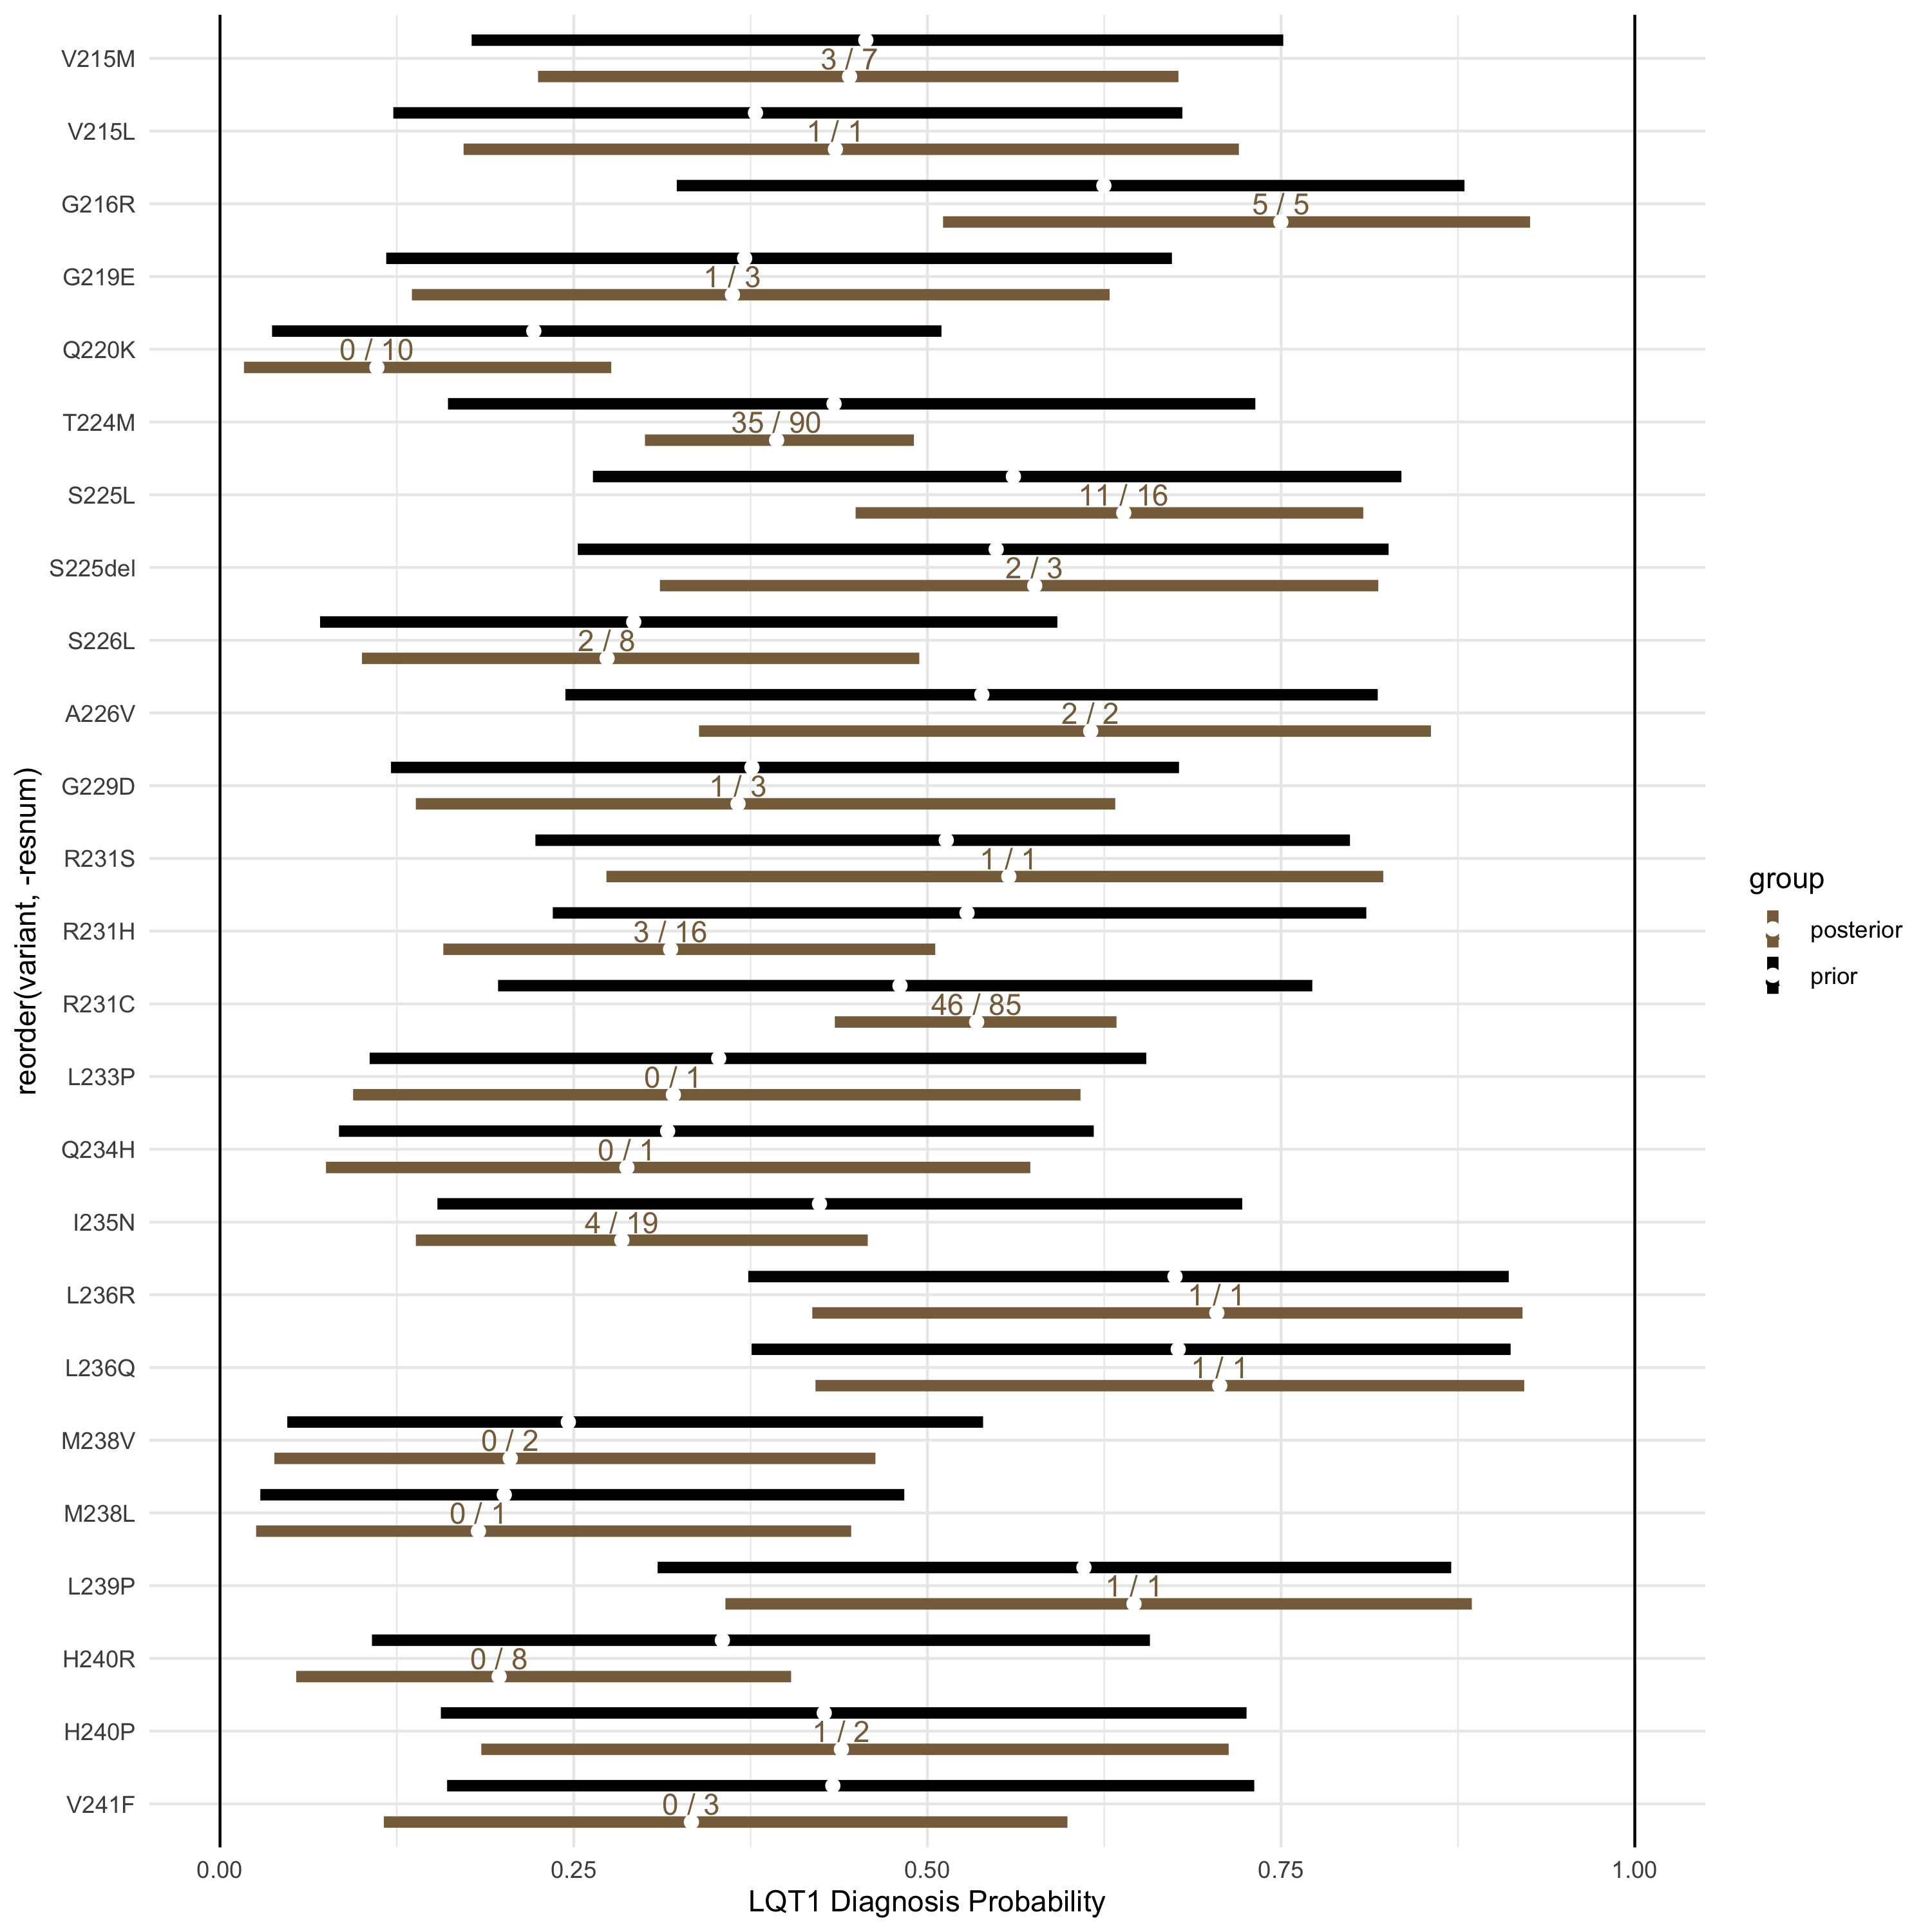 V215M
3 / 7
V215L
1 / 1
G216R
5 / 5
G219E
1 / 3
Q220K
0 / 10
T224M
35 / 90
S225L
11 / 16
S225del
2 / 3
S226L
2 / 8
A226V
2 / 2
G229D
1 / 3
R231S
1 / 1
R231H
3 / 16
R231C
46 / 85
L233P
0 / 1
Q234H
0 / 1
I235N
4 / 19
L236R
1 / 1
L236Q
1 / 1
M238V
0 / 2
M238L
0 / 1
L239P
1 / 1
H240R
0 / 8
H240P
1 / 2
V241F
0 / 3
reorder(variant, -resnum)
0.00 0.25 0.50 0.75 1.00
LQT1 Diagnosis Probability
group
posterior
prior